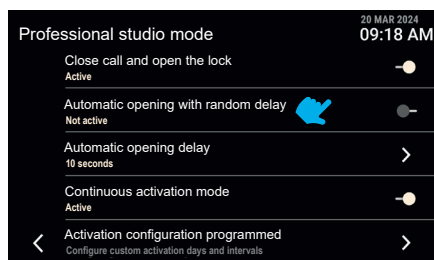 20 MAR 2024
Professional studio mode
09:18 AM
Close call and open the lock
Active
Automatic opening with random delay
Not active
Automatic opening delay
10 seconds
Continuous activation mode
Active
Activation configuration programmed
Configure custom activation days and intervals